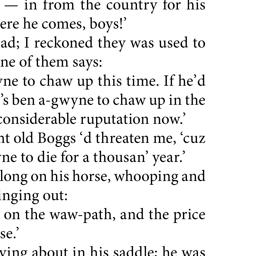 — in from the country for his
ere he comes, boys!’
ad; I reckoned they was used to
ne of them says:
yne to chaw up this time. If he’d
’s ben a-gwyne to chaw up in the
considerable ruputation now.’
nt old Boggs ‘d threaten me, ‘cuz
yne to die for a thousan’ year.’
long on his horse, whooping and
inging out:
on the waw-path, and the price
se.’
ving about in his saddle; he was